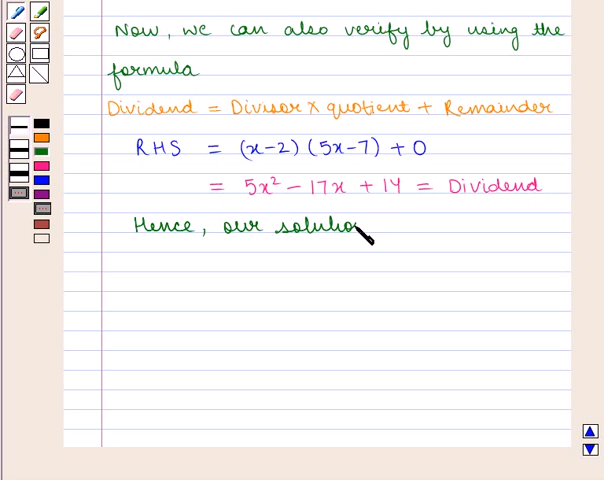 Now, we can also verify by using the
formula
Dividend = Divisor × quotient + Remainder
RHS = (x-2) (5x-7) + 0
= 5x² - 17x + 14 = Dividend
Hence, our solutio